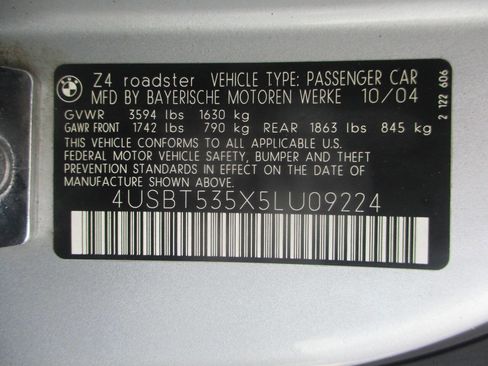 Z4 roadster VEHICLE TYPE: PASSENGER CAR
MFD BY BAYERISCHE MOTOREN WERKE 10/04
GVWR 3594 lbs 1630 kg
GAWR FRONT 1742 lbs 790 kg REAR 1863 lbs 845 kg
THIS VEHICLE CONFORMS TO ALL APPLICABLE U.S.
FEDERAL MOTOR VEHICLE SAFETY, BUMPER AND THEFT
PREVENTION STANDARDS IN EFFECT ON THE DATE OF
MANUFACTURE SHOWN ABOVE.
4USBT535X5LU09224
2 122 606